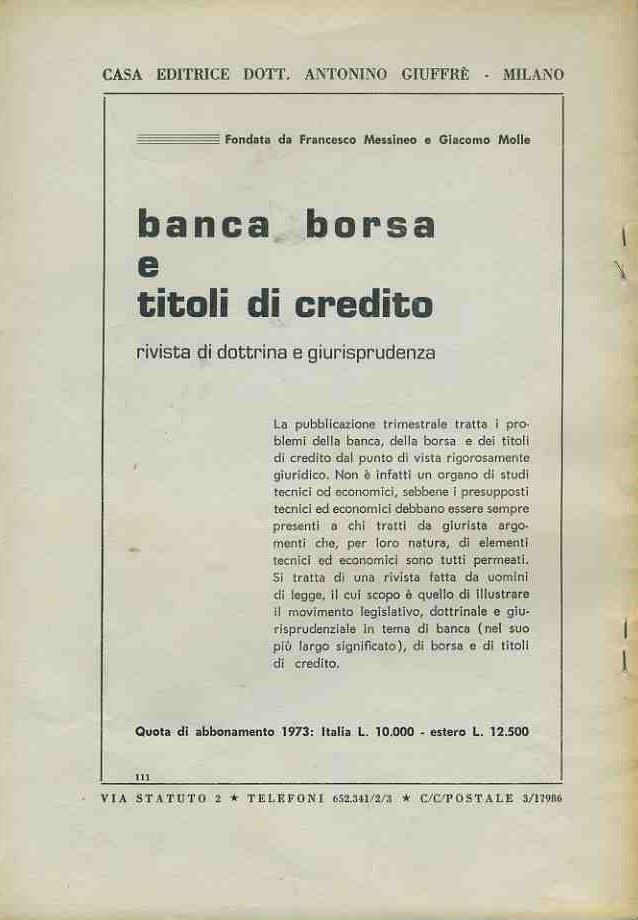 CASA EDITRICE DOTT. ANTONINO GIUFFRÈ - MILANO
Fondata da Francesco Messineo e Giacomo Molle
banca borsa
e
titoli di credito
rivista di dottrina e giurisprudenza
La pubblicazione trimestrale tratta i pro-
blemi della banca, della borsa e dei titoli
di credito dal punto di vista rigorosamente
giuridico. Non è infatti un organo di studi
tecnici od economici, sebbene i presupposti
tecnici ed economici debbano essere sempre
presenti a chi tratti da giurista argo-
menti che, per loro natura, di elementi
tecnici ed economici sono tutti permeati.
Si tratta di una rivista fatta da uomini
di legge, il cui scopo è quello di illustrare
il movimento legislativo, dottrinale e giu-
risprudenziale in tema di banca (nel suo
più largo significato), di borsa e di titoli
di credito.
Quota di abbonamento 1973: Italia L. 10.000 - estero L. 12.500
111
VIA STATUTO 2 ★ TELEFONI 652.341/2/3 ★ C/C/POSTALE 3/17986